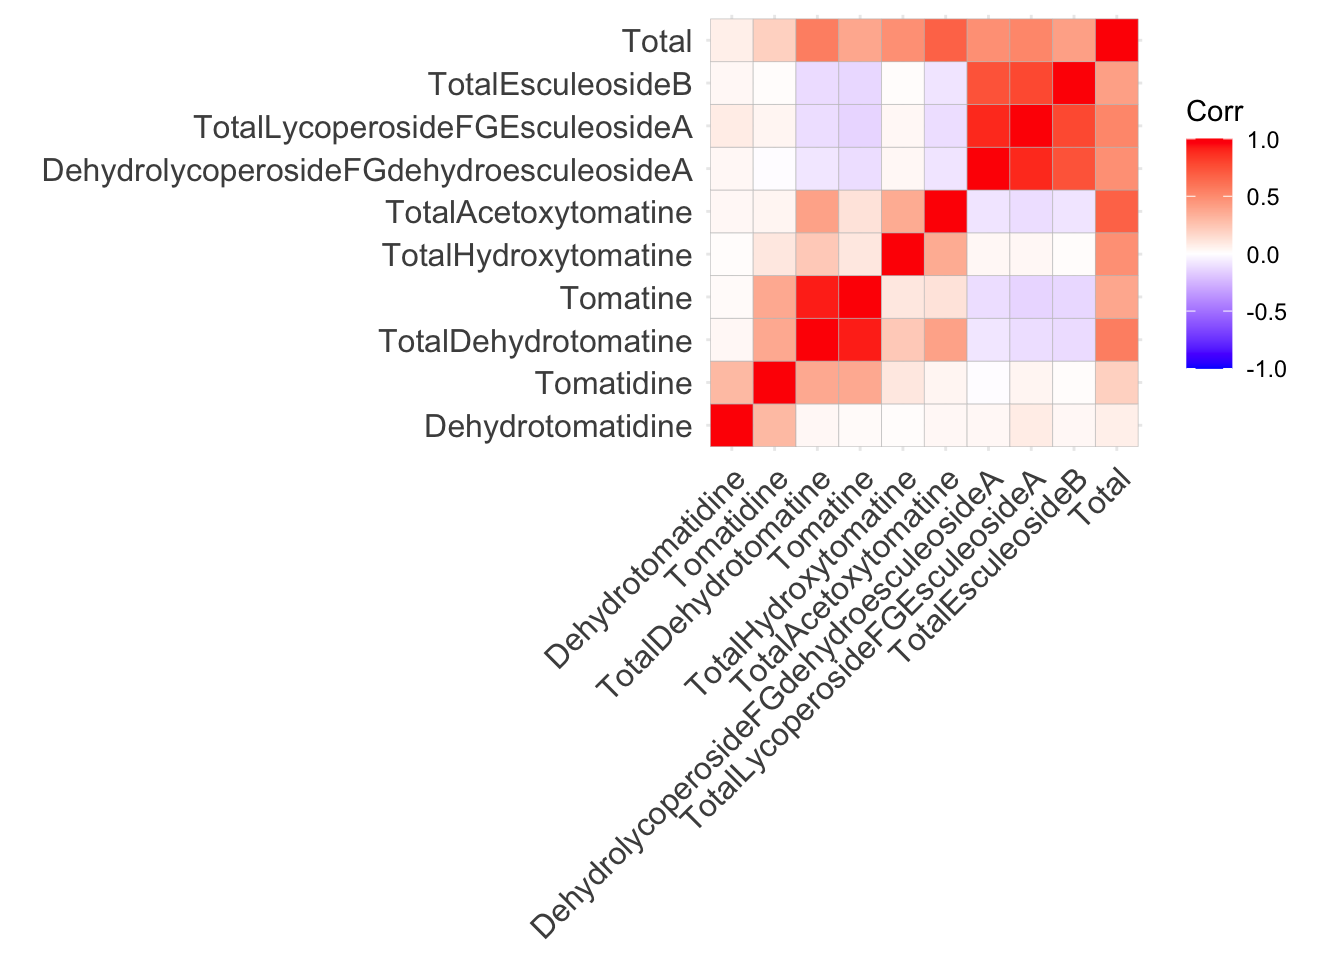 Total
TotalEsculeosideB
TotalLycoperosideFGEsculeosideA
DehydrolycoperosideFGdehydroesculeosideA
TotalAcetoxytomatine
TotalHydroxytomatine
Tomatine
TotalDehydrotomatine
Tomatidine
Dehydrotomatidine
Dehydrotomatidine
Tomatidine
TotalDehydrotomatine
Tomatine
TotalHydroxytomatine
TotalAcetoxytomatine
DehydrolycoperosideFGdehydroesculeosideA
TotalLycoperosideFGEsculeosideA
TotalEsculeosideB
Total
Corr
1.0
0.5
0.0
-0.5
-1.0